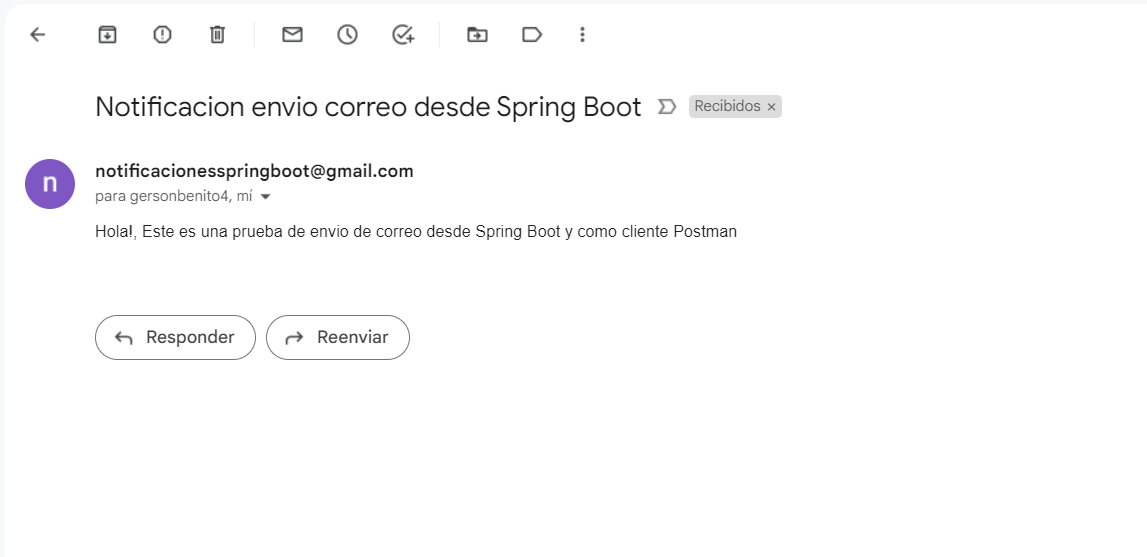 Notificacion envio correo desde Spring Boot Recibidos ×
n
notificacionesspringboot@gmail.com
para gersonbenito4, mí
Hola!, Este es una prueba de envio de correo desde Spring Boot y como cliente Postman
Responder Reenviar